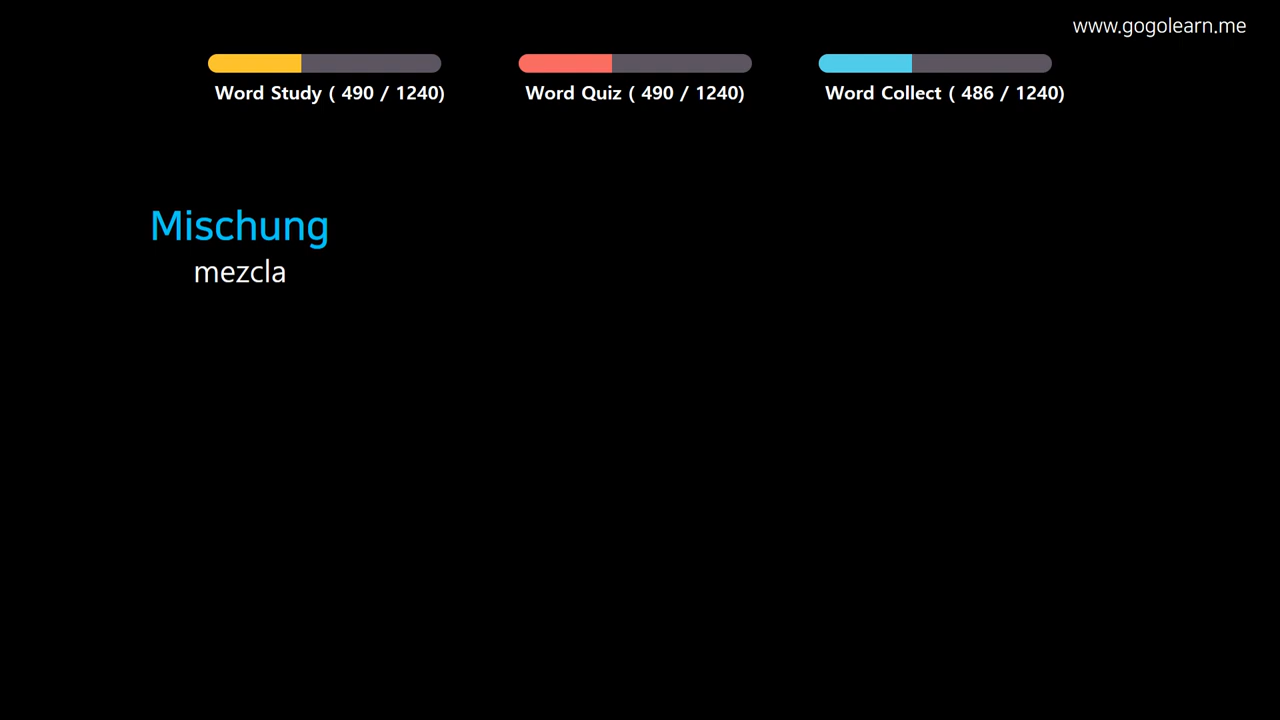 www.gogolearn.me
Word Study ( 490 / 1240)
Word Quiz ( 490 / 1240)
Word Collect ( 486 / 1240)
Mischung
mezcla